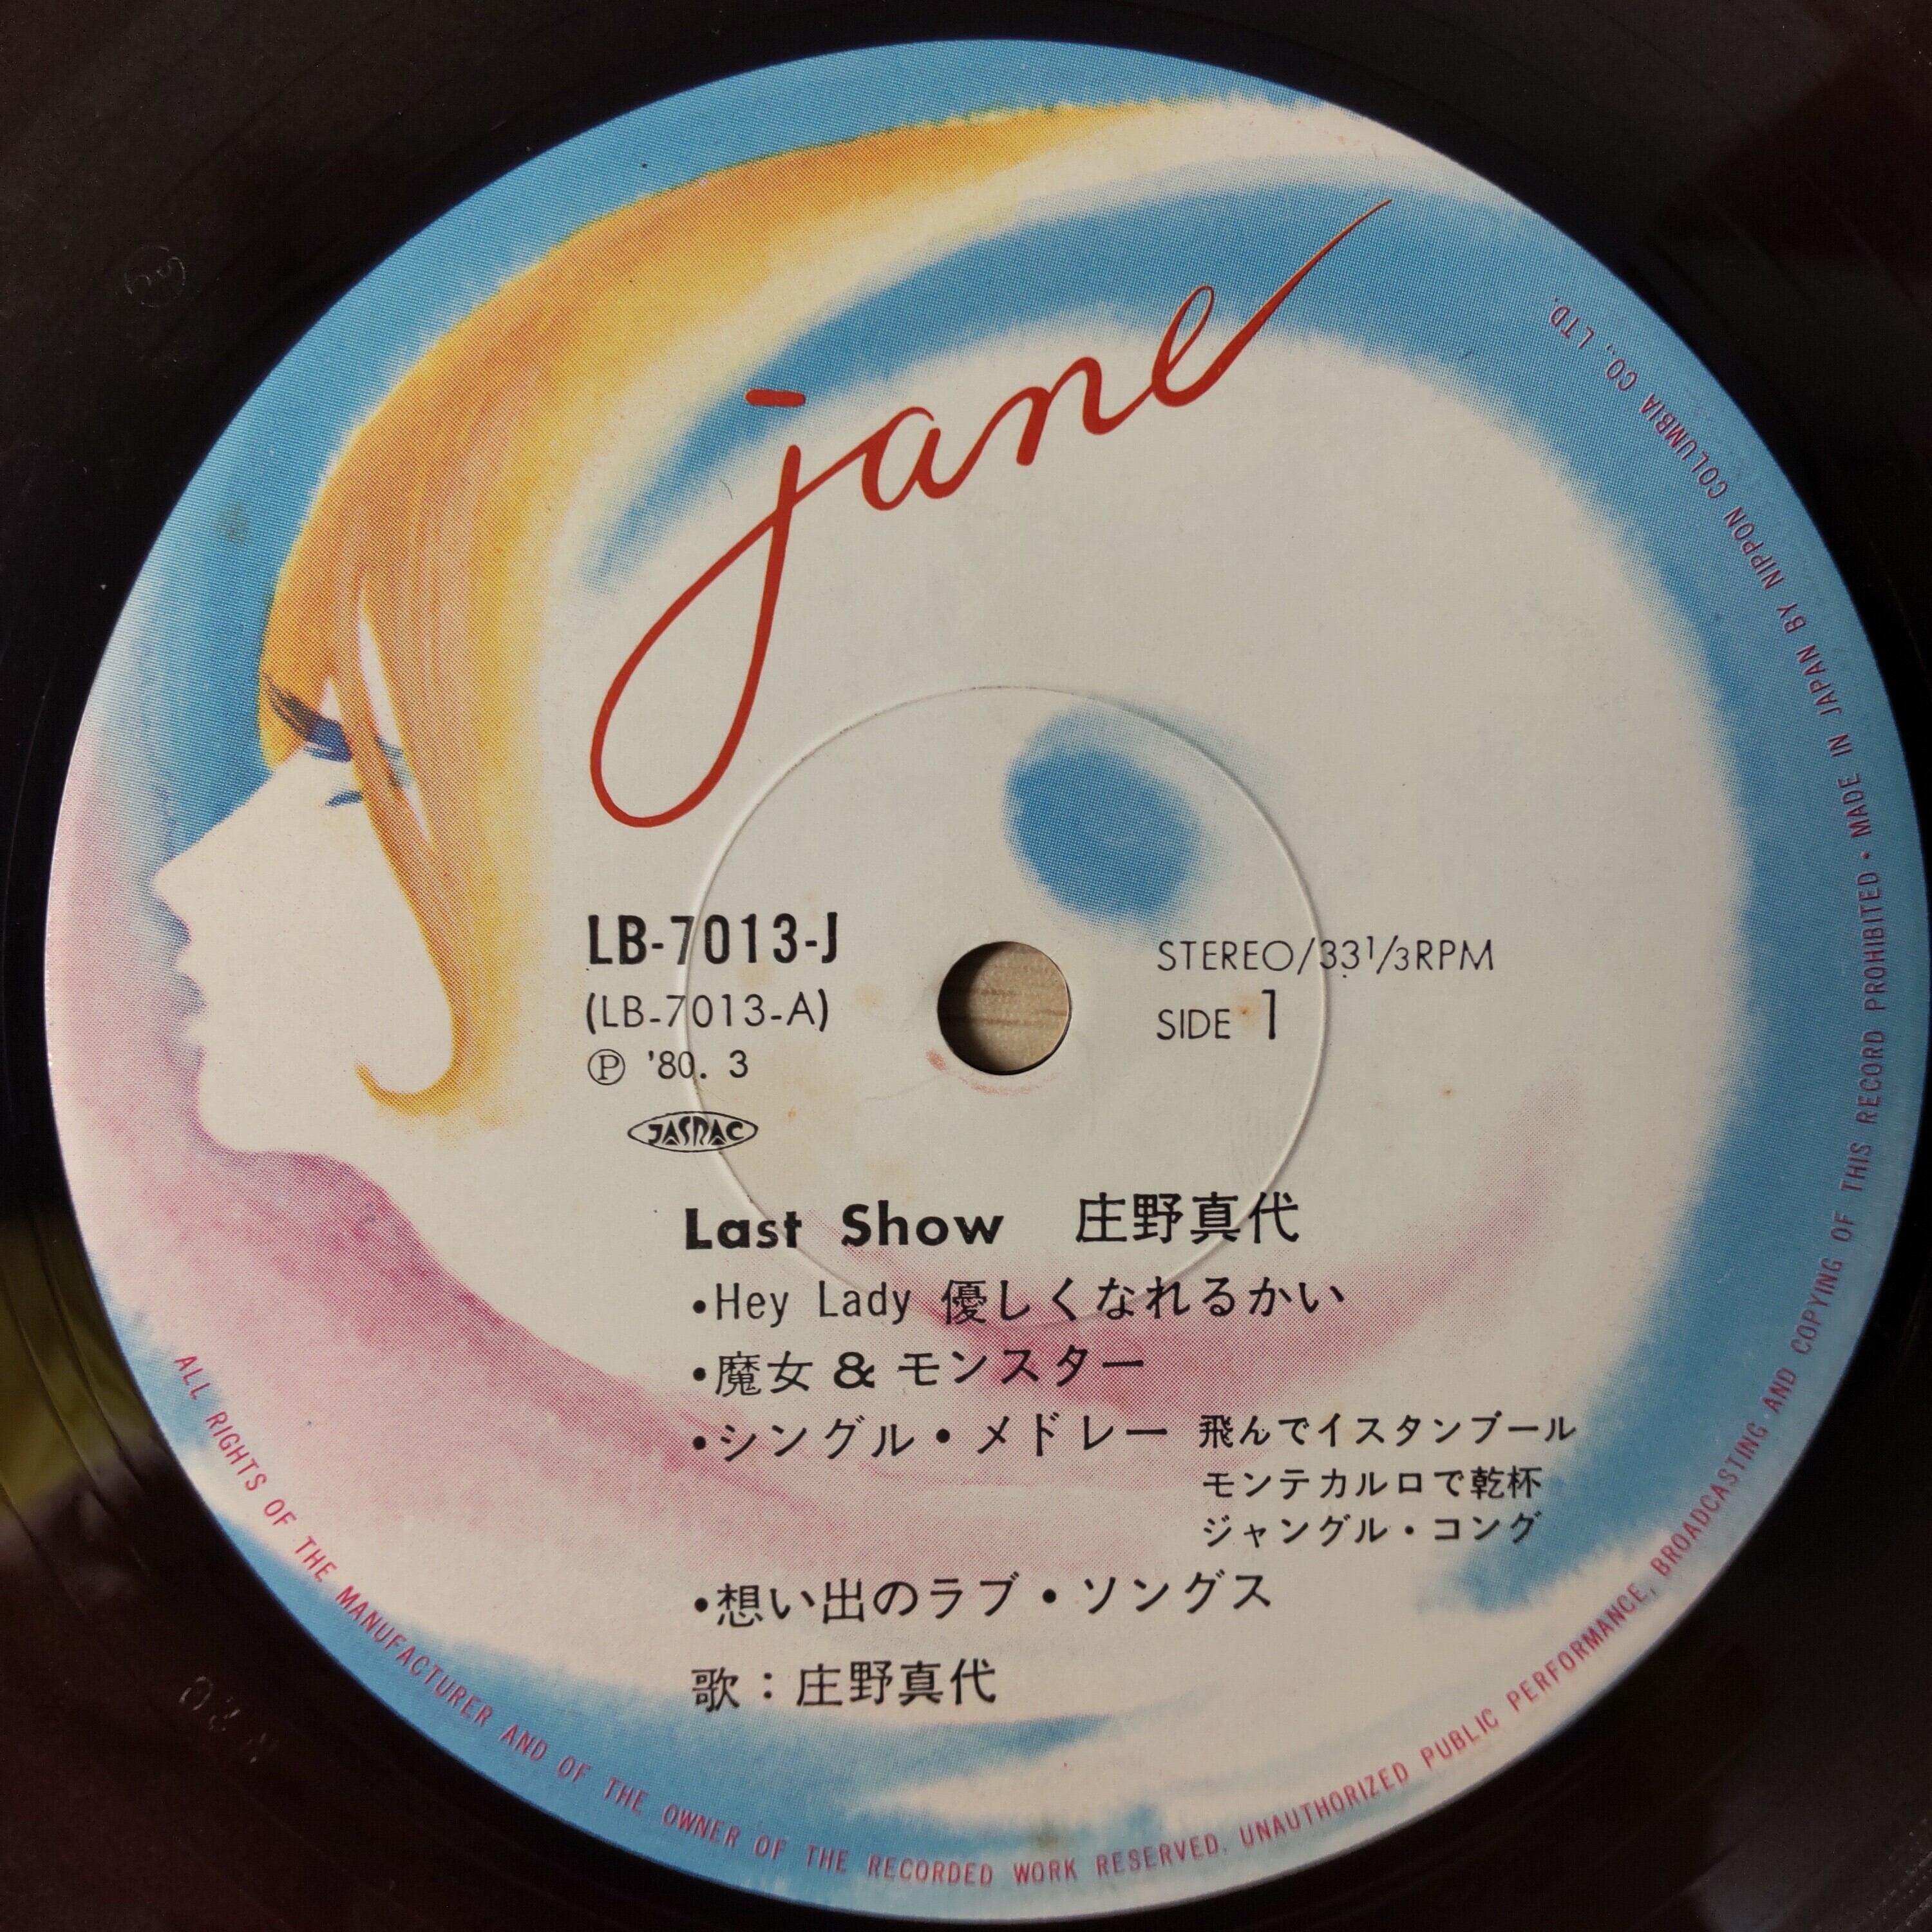 jane
LB-7013-J
(LB-7013-A)
Ⓟ '80. 3
JASRAC
STEREO/33 1/3RPM
SIDE 1
Last Show 庄野真代
•Hey Lady 優しくなれるかい
•魔女 & モンスター
•シングル・メドレー 飛んでイスタンブール
モンテカルロで乾杯
ジャングル・コング
•想い出のラブ・ソングス
歌：庄野真代
ALL RIGHTS OF THE MANUFACTURER AND OF THE OWNER OF THE RECORDED WORK RESERVED. UNAUTHORIZED PUBLIC PERFORMANCE, BROADCASTING AND COPYING OF THIS RECORD PROHIBITED • MADE IN JAPAN BY NIPPON COLUMBIA CO., LTD.